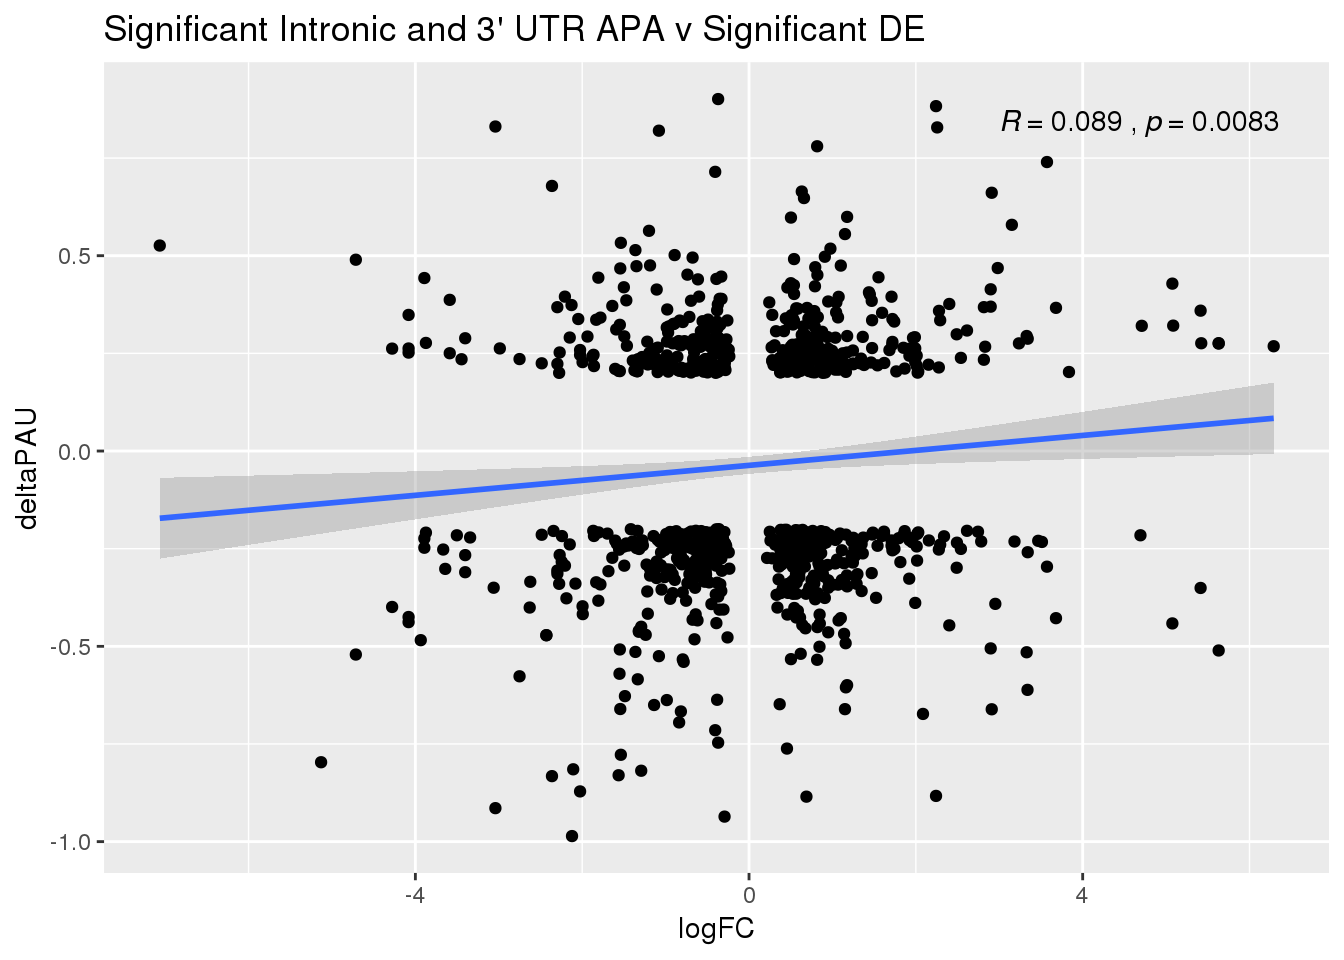 Significant Intronic and 3' UTR APA v Significant DE
R = 0.089 , p = 0.0083
0.5
0.0
-0.5
-1.0
deltaPAU
-4
0
4
logFC